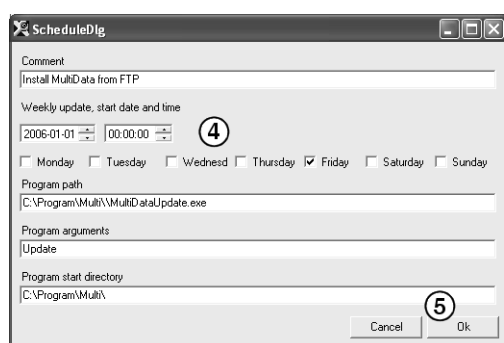 ScheduleDlg
Comment
Install MultiData from FTP
Weekly update, start date and time
2006-01-01 00:00:00 4
Monday Tuesday Wednesd Thursday Friday Saturday Sunday
Program path
C:\Program\Multi\\MultiDataUpdate.exe
Program arguments
Update
Program start directory
C:\Program\Multi\
5
Cancel Ok